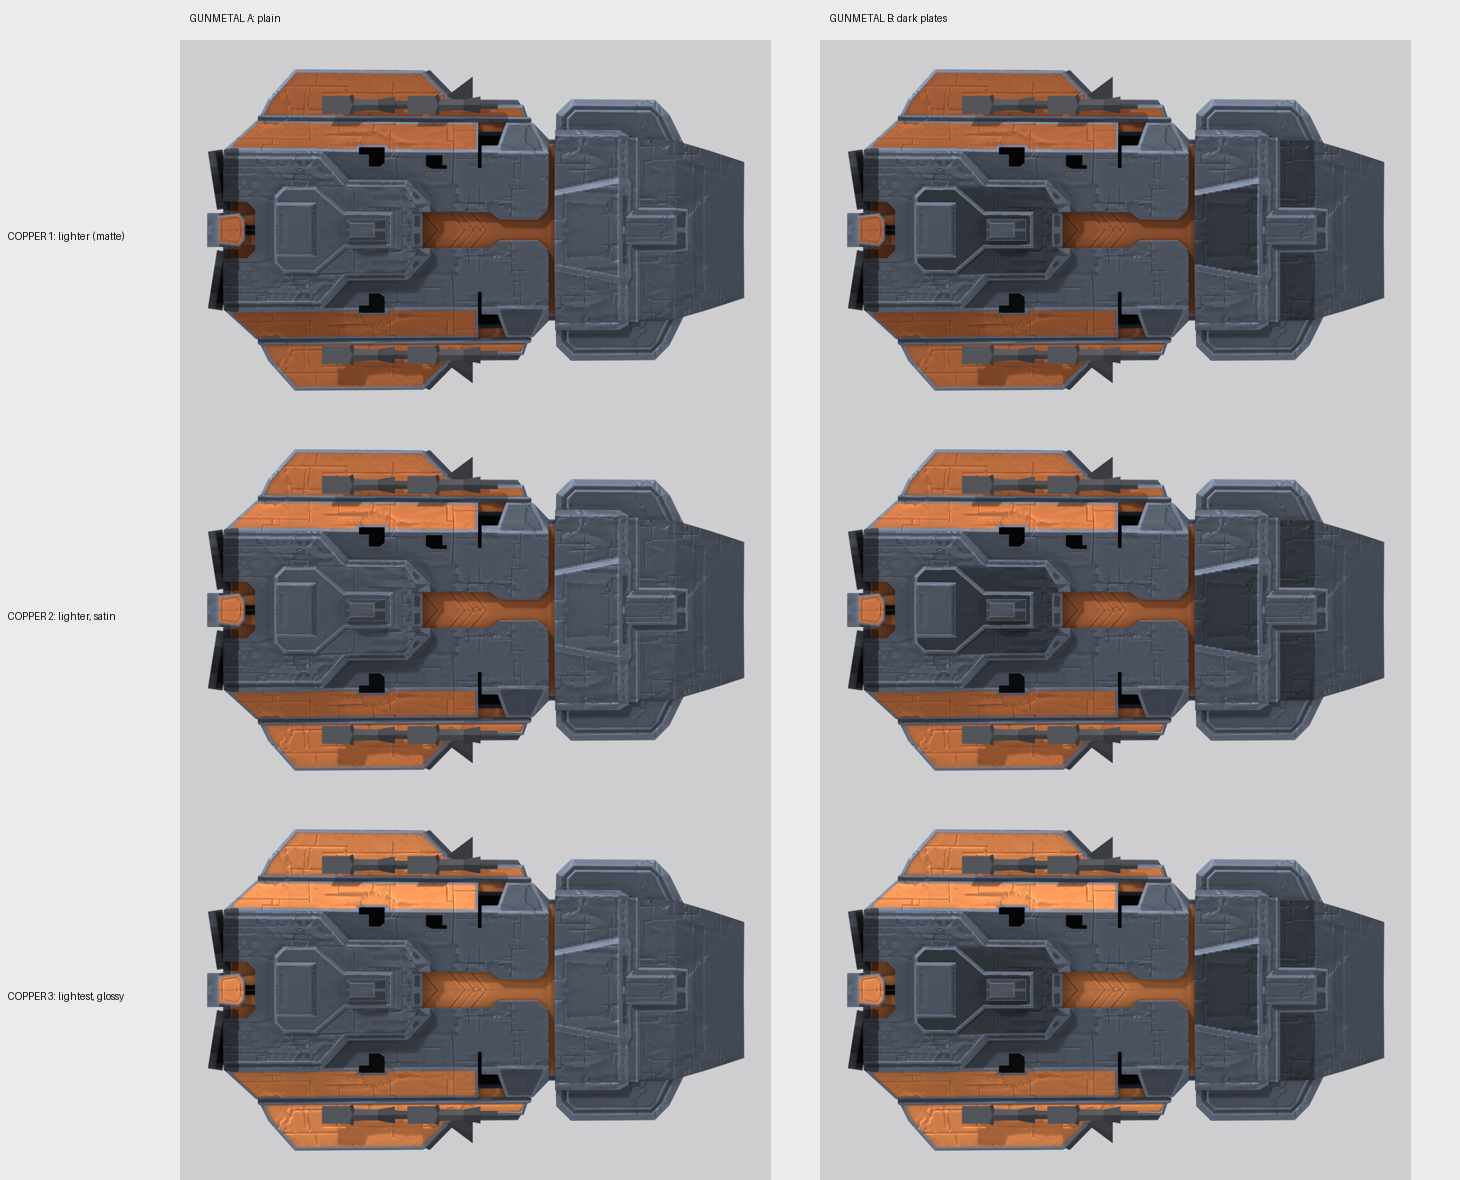 GUNMETAL A: plain
GUNMETAL B: dark plates
COPPER 1: lighter (matte)
COPPER 2: lighter, satin
COPPER 3: lightest, glossy